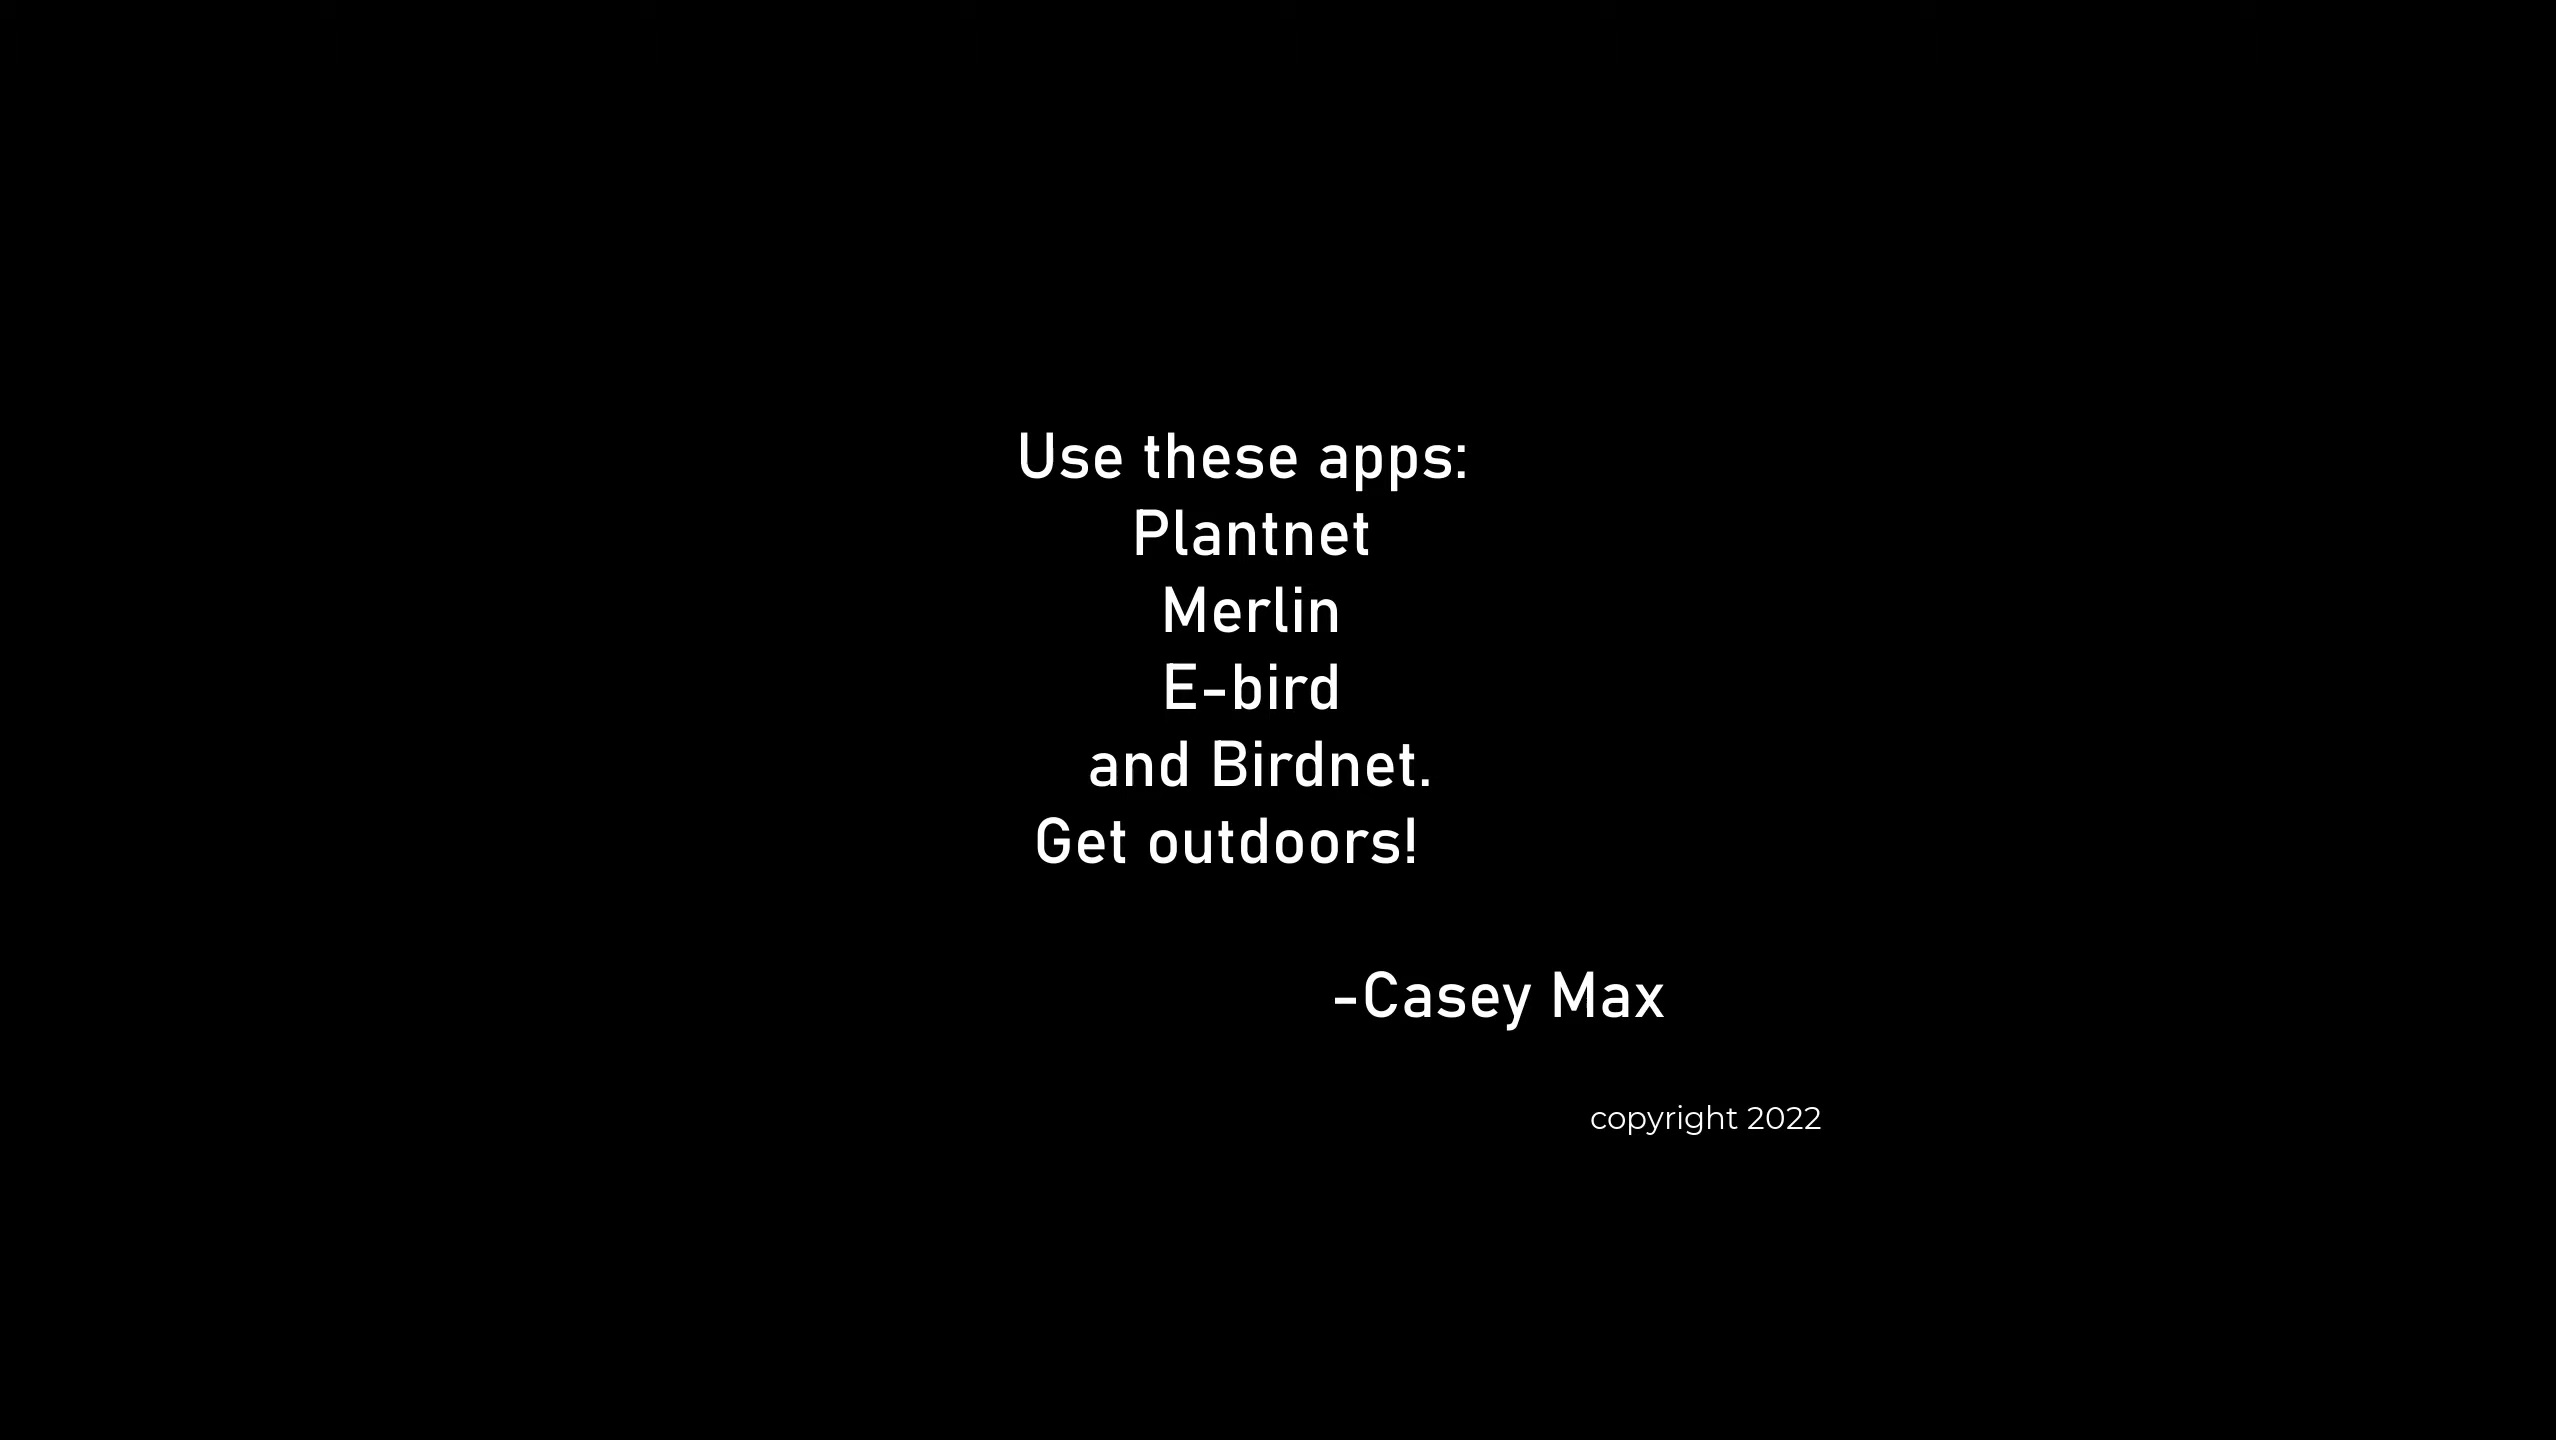 Use these apps:
Plantnet
Merlin
E-bird
and Birdnet.
Get outdoors!
-Casey Max
copyright 2022